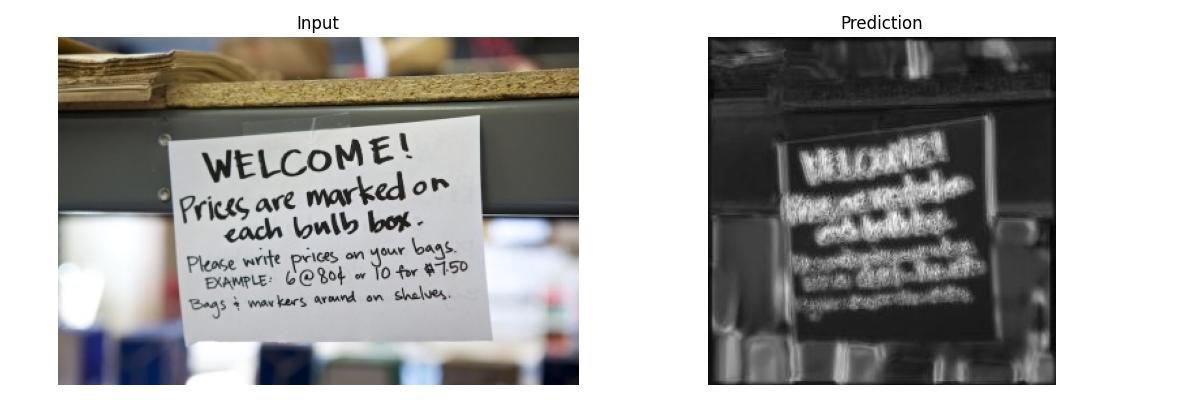 Input
Prediction
WELCOME!
Prices are marked on
each bulb box.
Please write prices on your bags.
EXAMPLE: 6@80¢ or 10 for $7.50
Bags & markers around on shelves.